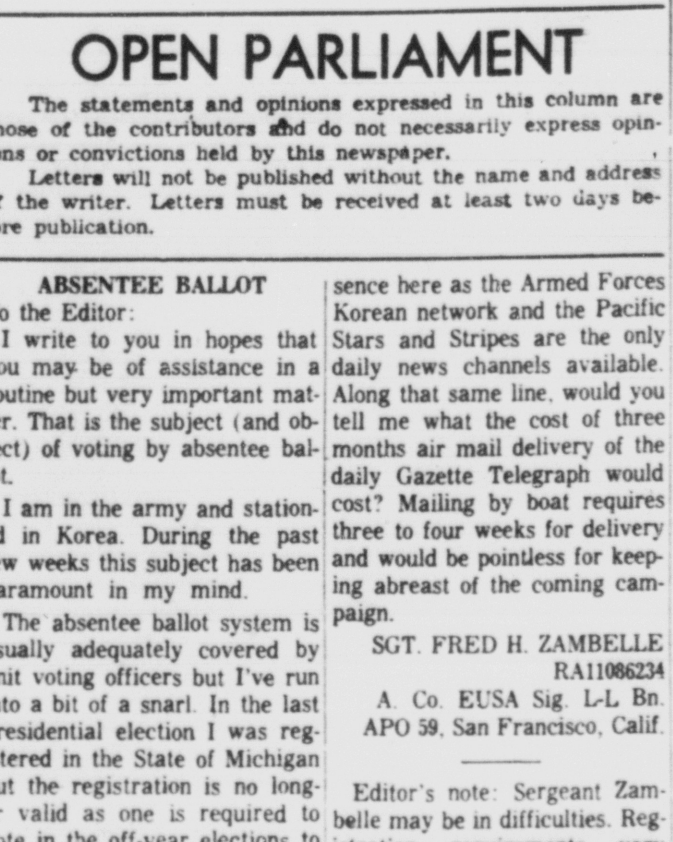 OPEN PARLIAMENT
The statements and opinions expressed in this column are
hose of the contributors and do not necessarily express opin-
ns or convictions held by this newspaper.
Letters will not be published without the name and address
f the writer. Letters must be received at least two days be-
re publication.
ABSENTEE BALLOT
o the Editor:
I write to you in hopes that
ou may be of assistance in a
outine but very important mat-
er. That is the subject (and ob-
ect) of voting by absentee bal-
t.
I am in the army and station-
d in Korea. During the past
ew weeks this subject has been
aramount in my mind.
The absentee ballot system is
sually adequately covered by
nit voting officers but I've run
nto a bit of a snarl. In the last
residential election I was reg-
tered in the State of Michigan
ut the registration is no long-
r valid as one is required to
ote in the off-year elections to
sence here as the Armed Forces
Korean network and the Pacific
Stars and Stripes are the only
daily news channels available.
Along that same line, would you
tell me what the cost of three
months air mail delivery of the
daily Gazette Telegraph would
cost? Mailing by boat requires
three to four weeks for delivery
and would be pointless for keep-
ing abreast of the coming cam-
paign.
SGT. FRED H. ZAMBELLE
RA11086234
A. Co. EUSA Sig. L-L Bn.
APO 59, San Francisco, Calif.
Editor's note: Sergeant Zam-
belle may be in difficulties. Reg-